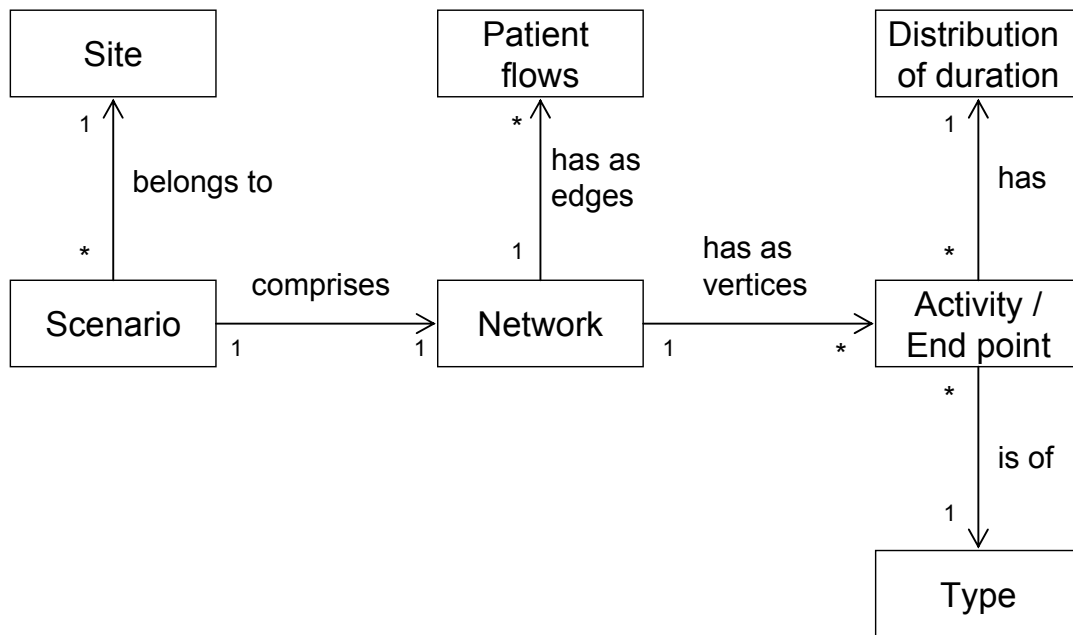 Site
Patient
flows
Distribution
of duration
1
*
1
belongs to
has as
edges
has
*
1
*
comprises
has as
vertices
Scenario
Network
Activity /
End point
1
1
1
*
*
is of
1
Type